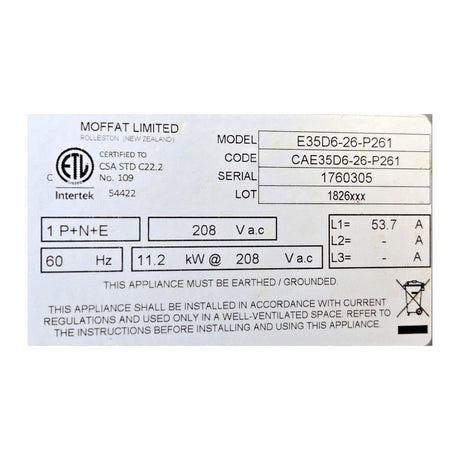 MOFFAT LIMITED
ROLLESTON (NEW ZEALAND)
C ETL Intertek
CERTIFIED TO
CSA STD C22.2
No. 109
54422
MODEL E35D6-26-P261
CODE CAE35D6-26-P261
SERIAL 1760305
LOT 1826xxx
1 P+N+E 208 V a.c
60 Hz 11.2 kW @ 208 V a.c
L1= 53.7 A
L2= - A
L3= - A
THIS APPLIANCE MUST BE EARTHED / GROUNDED.
THIS APPLIANCE SHALL BE INSTALLED IN ACCORDANCE WITH CURRENT
REGULATIONS AND USED ONLY IN A WELL-VENTILATED SPACE. REFER TO
THE INSTRUCTIONS BEFORE INSTALLING AND USING THIS APPLIANCE.